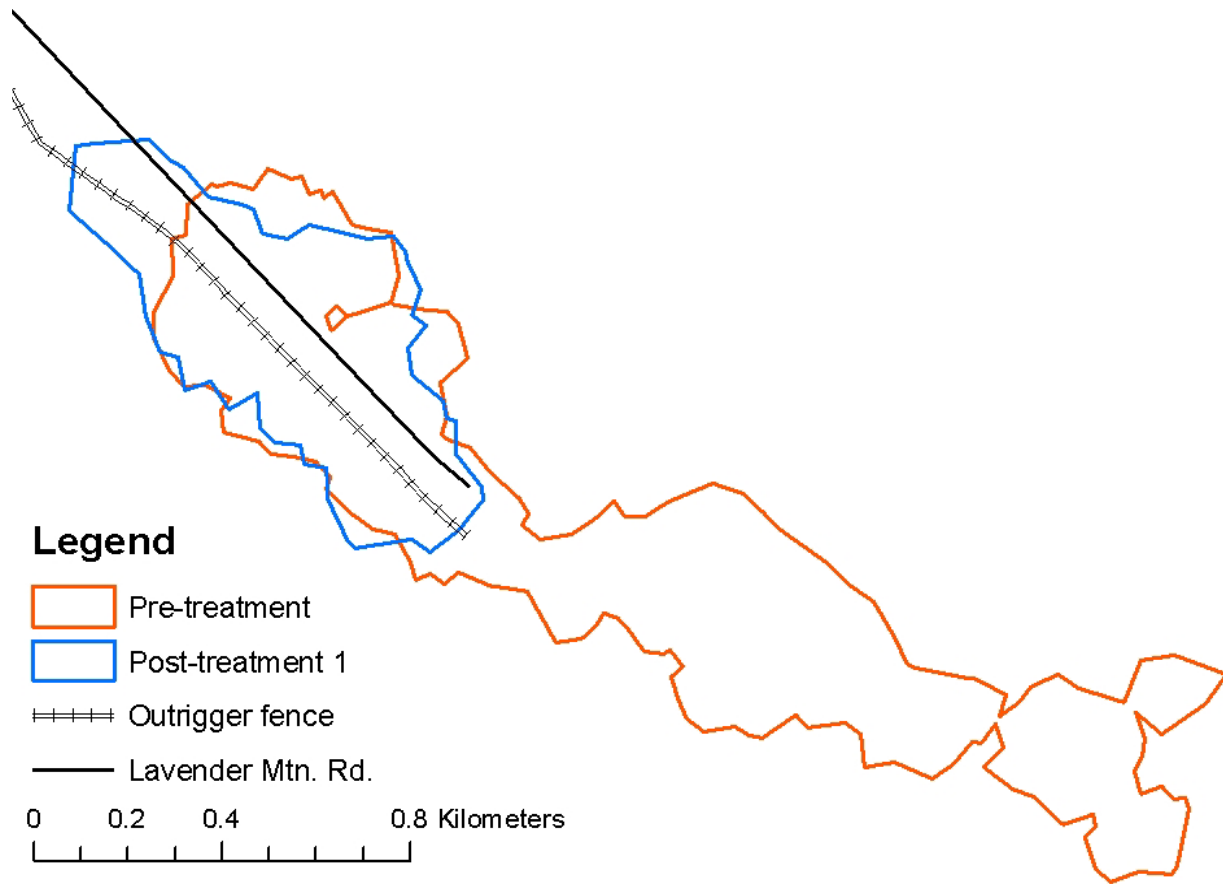 Legend
Pre-treatment
Post-treatment 1
Outrigger fence
Lavender Mtn. Rd.
0 0.2 0.4 0.8 Kilometers